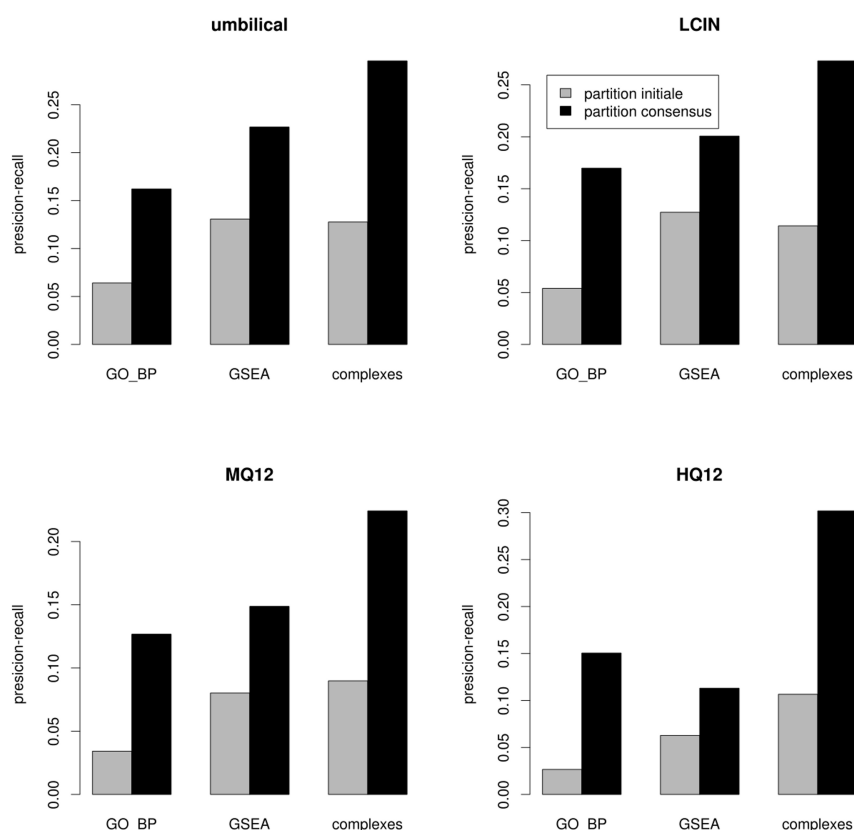 umbilical
presicion-recall
0.00 0.05 0.10 0.15 0.20 0.25
GO_BP GSEA complexes
LCIN
partition initiale
partition consensus
presicion-recall
0.00 0.05 0.10 0.15 0.20 0.25
GO_BP GSEA complexes
MQ12
presicion-recall
0.00 0.05 0.10 0.15 0.20
GO_BP GSEA complexes
HQ12
presicion-recall
0.00 0.05 0.10 0.15 0.20 0.25 0.30
GO_BP GSEA complexes